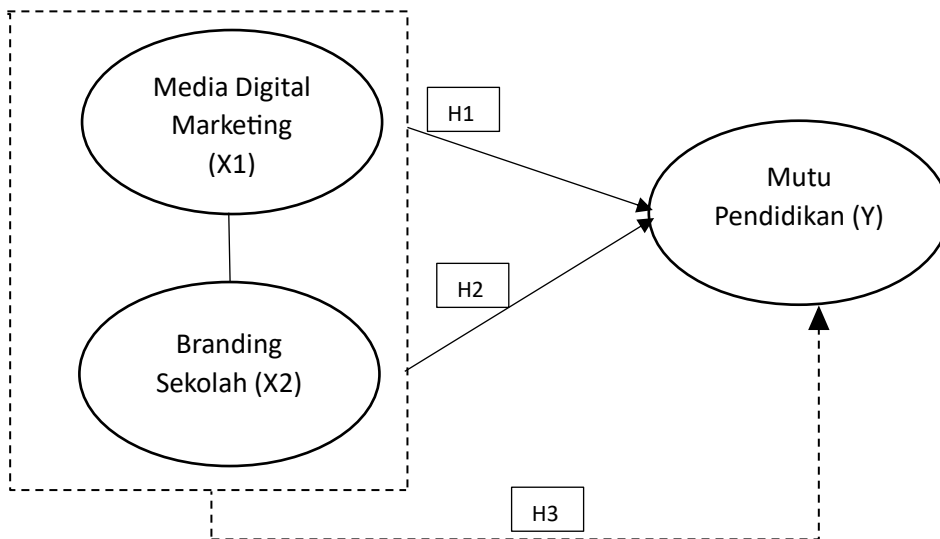 Media Digital
Marketing
(X1)
H1
Mutu
Pendidikan (Y)
H2
Branding
Sekolah (X2)
H3